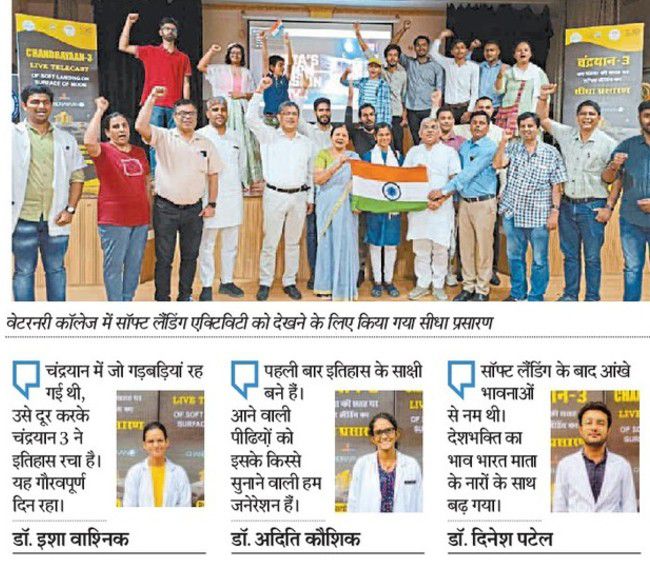 CHANDRAYAAN-3
LIVE TELECAST
OF SOFT LANDING ON
SURFACE OF MOON
चंद्रयान-3
सीधा प्रसारण
वेटरनरी कॉलेज में सॉफ्ट लैंडिंग एक्टिविटी को देखने के लिए किया गया सीधा प्रसारण
चंद्रयान में जो गड़बड़ियां रह
गई थी,
उसे दूर करके
चंद्रयान 3 ने
इतिहास रचा है।
यह गौरवपूर्ण
दिन रहा।
डॉ. इशा वाश्निक
पहली बार इतिहास के साक्षी
बने हैं।
आने वाली
पीढियों को
इसके किस्से
सुनाने वाली हम
जनेरेशन हैं।
डॉ. अदिति कौशिक
सॉफ्ट लैंडिंग के बाद आंखे
भावनाओं
से नम थी।
देशभक्ति का
भाव भारत माता
के नारों के साथ
बढ़ गया।
डॉ. दिनेश पटेल